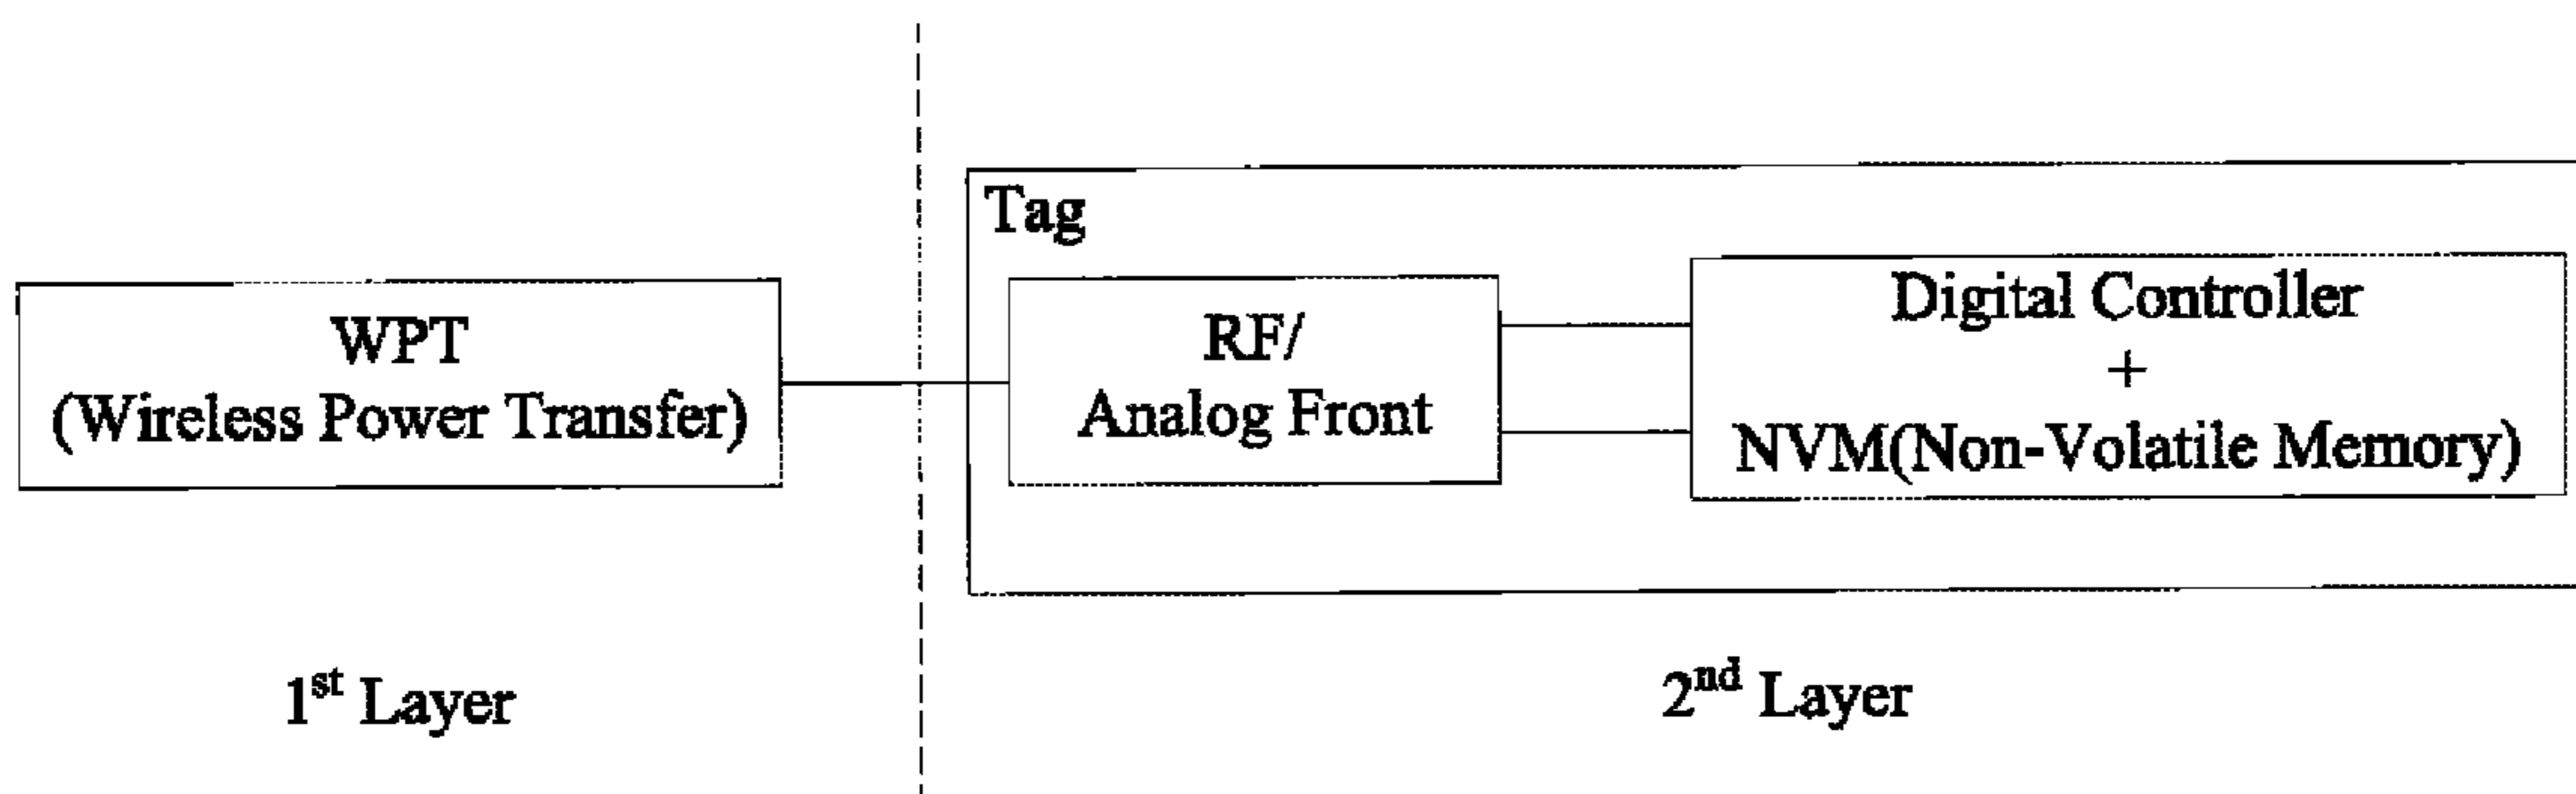 Tag
WPT
(Wireless Power Transfer)
RF/
Analog Front
Digital Controller
+
NVM(Non-Volatile Memory)
1st Layer
2nd Layer